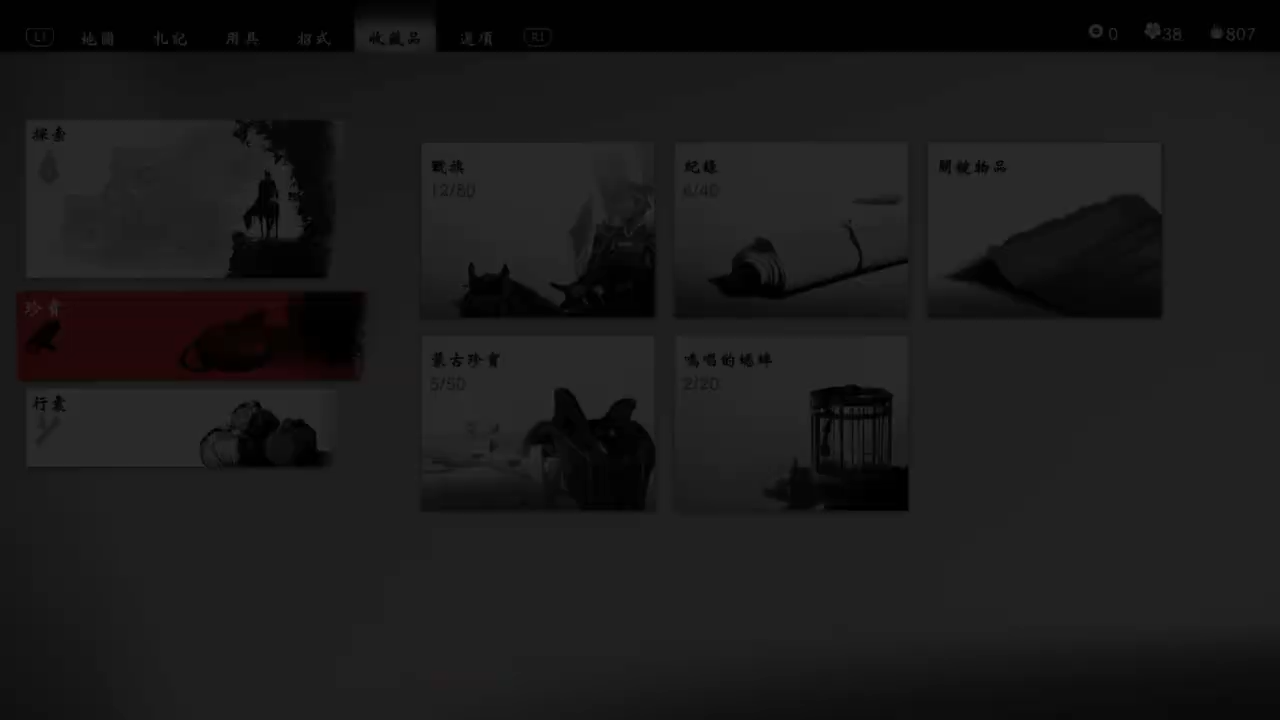 L1 地圖 札記 用具 招式 收藏品 選項 R1 0 38 807
探索
珍寶
行囊
戰旗
12/80
紀錄
6/40
關鍵物品
蒙古珍寶
5/50
鳴唱的蟋蟀
2/20